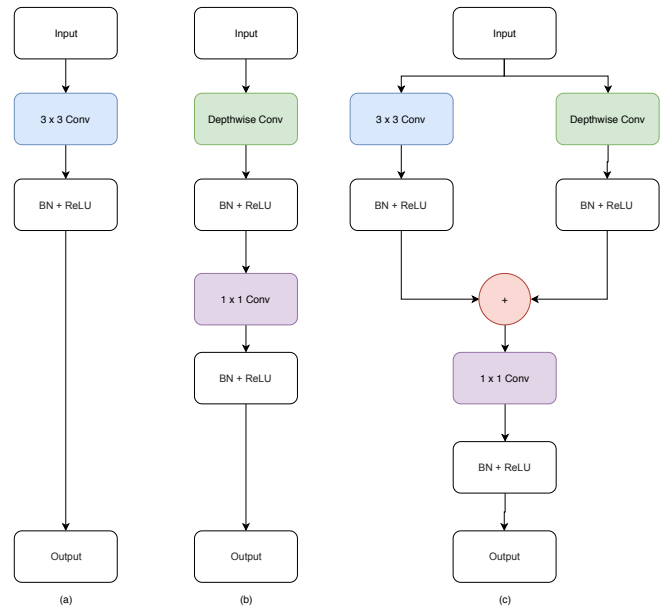 Input
3 x 3 Conv
BN + ReLU
Output
(a)
Input
Depthwise Conv
BN + ReLU
1 x 1 Conv
BN + ReLU
Output
(b)
Input
3 x 3 Conv
Depthwise Conv
BN + ReLU
BN + ReLU
+
1 x 1 Conv
BN + ReLU
Output
(c)